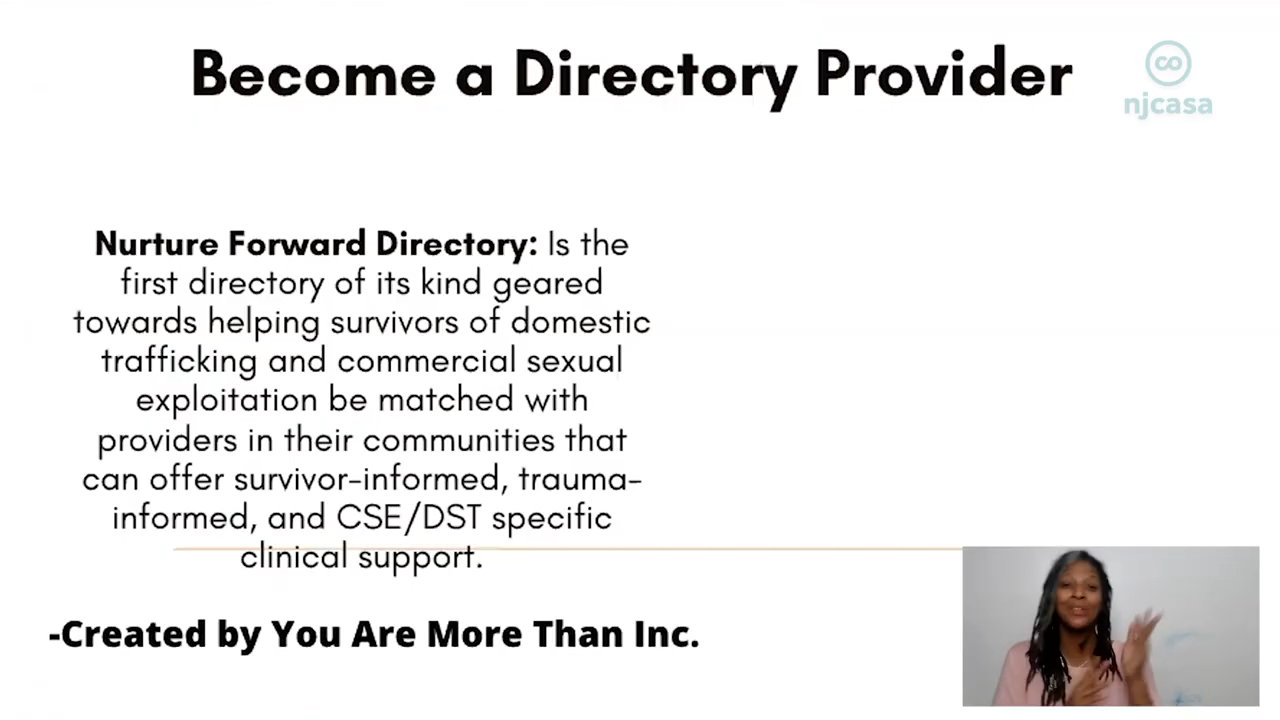 Become a Directory Provider
co
njcasa
Nurture Forward Directory: Is the
first directory of its kind geared
towards helping survivors of domestic
trafficking and commercial sexual
exploitation be matched with
providers in their communities that
can offer survivor-informed, trauma-
informed, and CSE/DST specific
clinical support.
-Created by You Are More Than Inc.